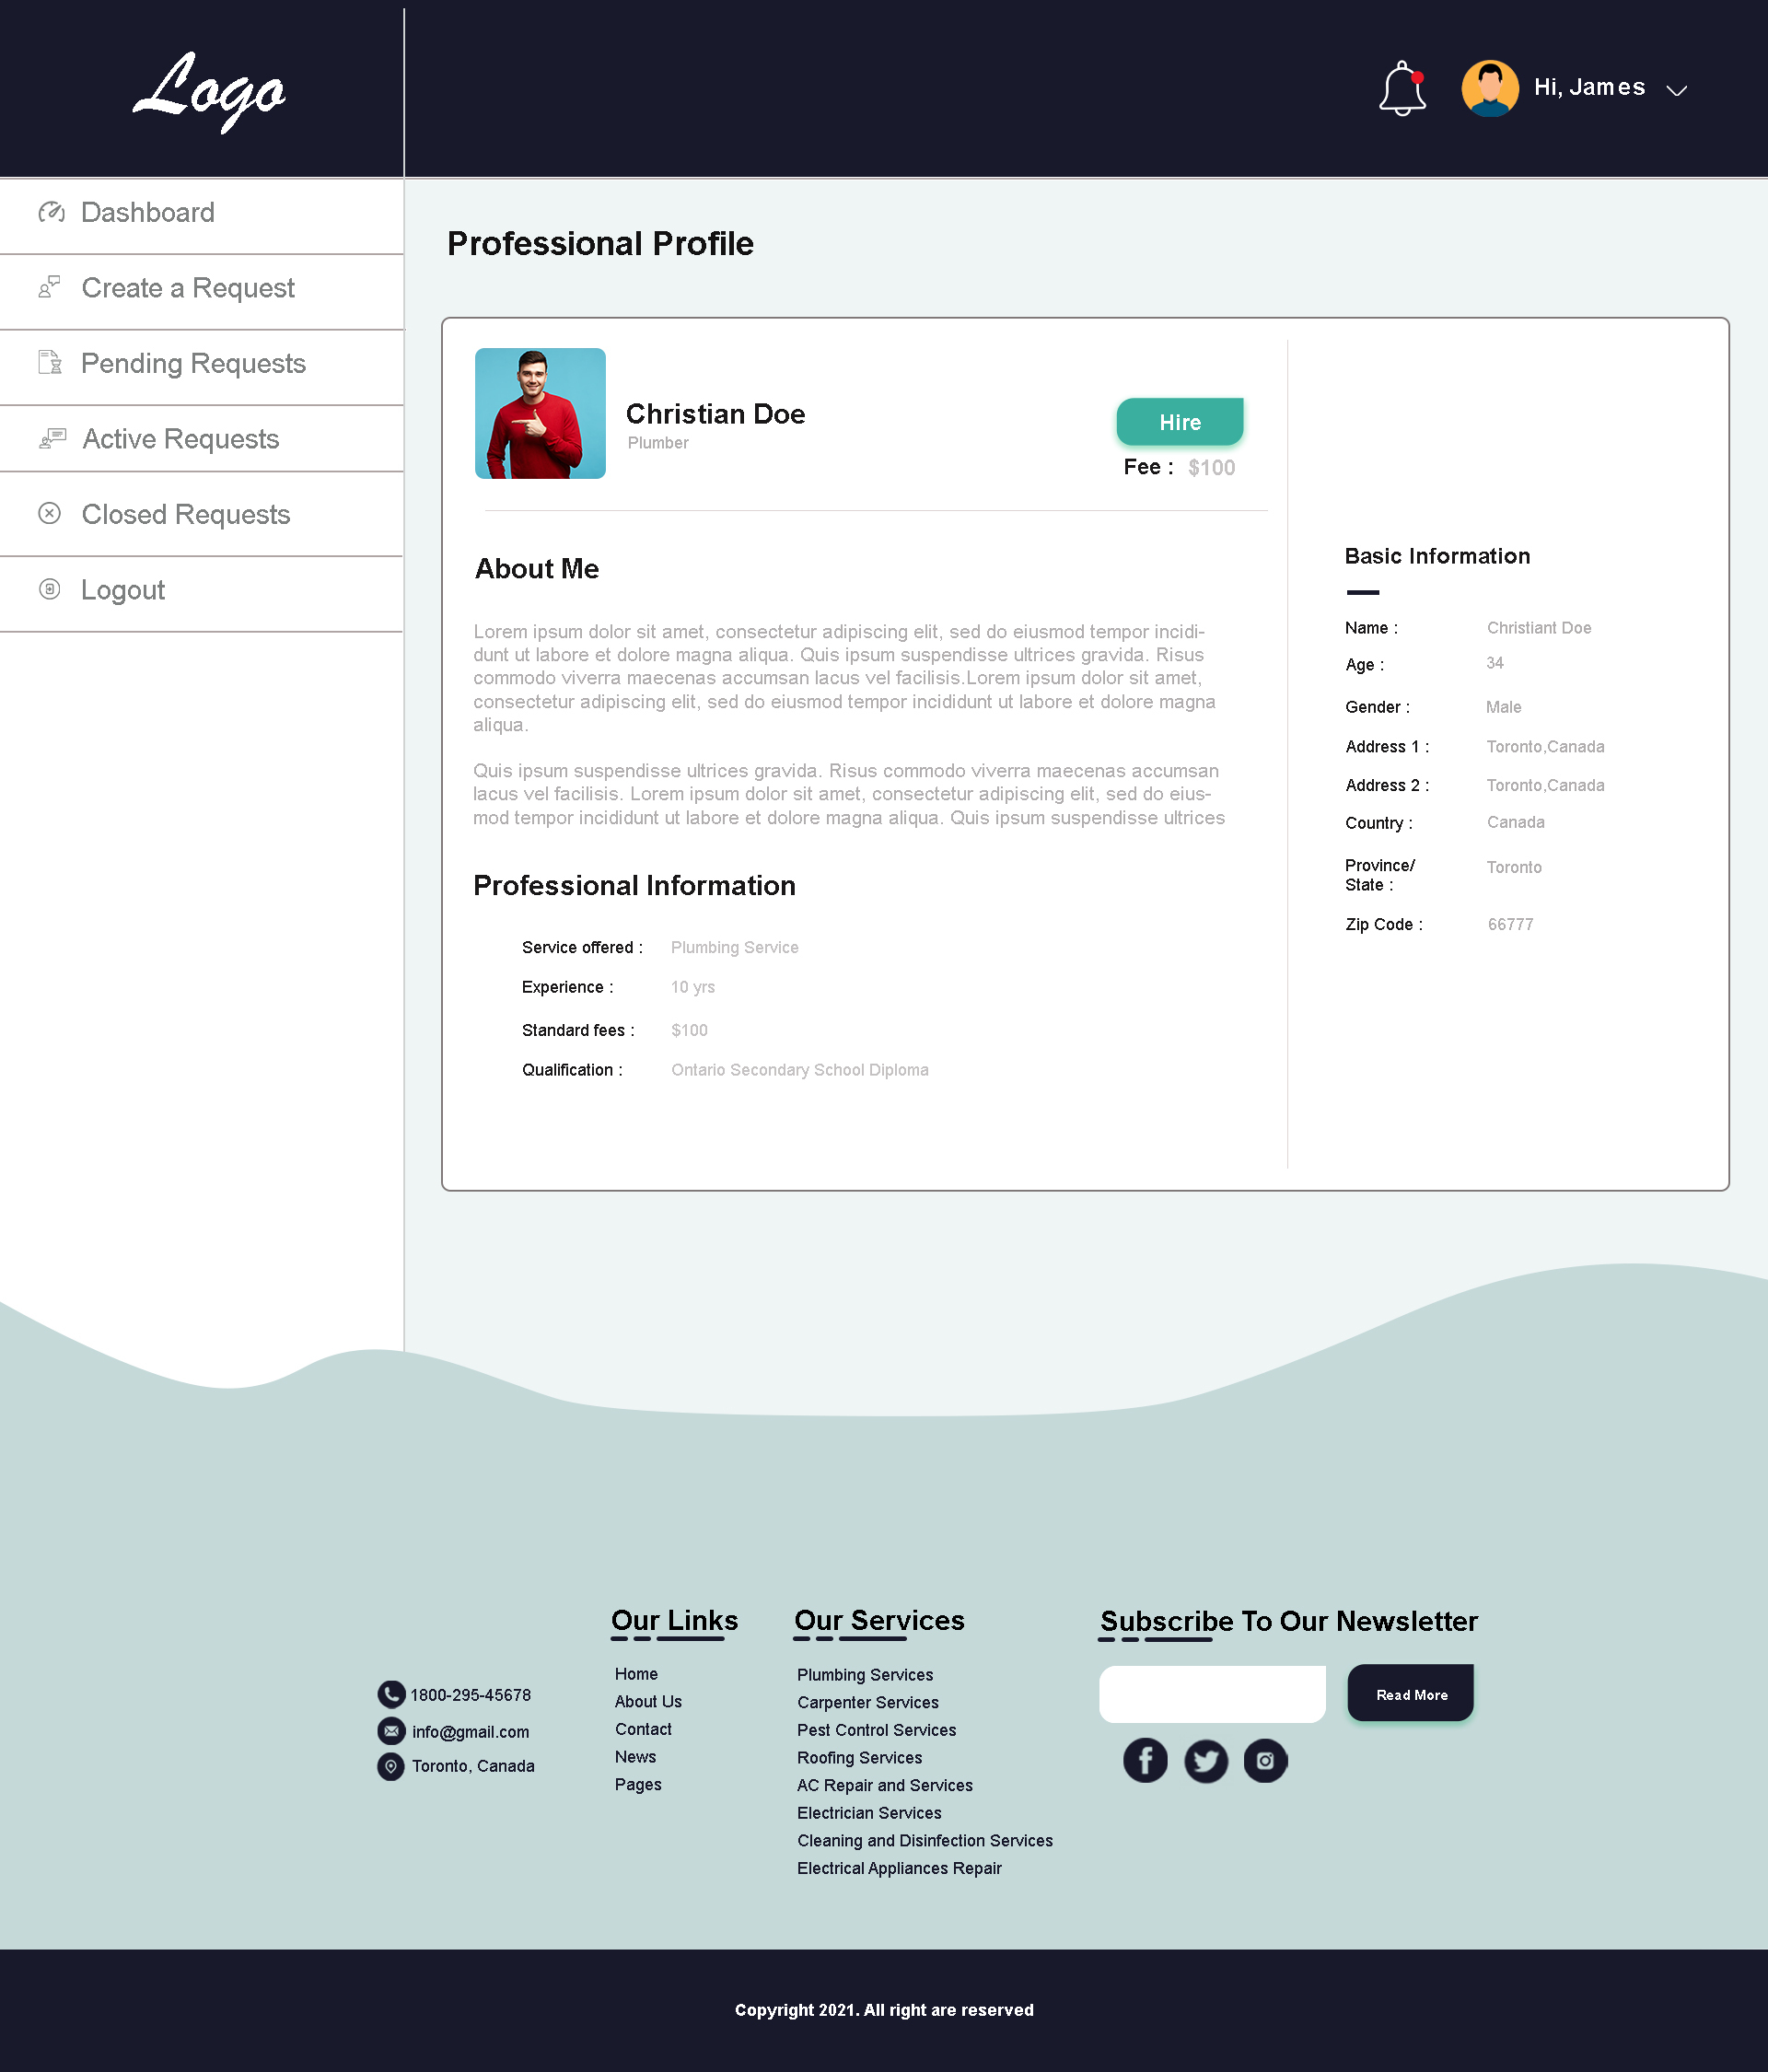 Logo
Hi, James
Dashboard
Create a Request
Pending Requests
Active Requests
Closed Requests
Logout
Professional Profile
Christian Doe
Plumber
Hire
Fee : $100
About Me
Lorem ipsum dolor sit amet, consectetur adipiscing elit, sed do eiusmod tempor incidi-
dunt ut labore et dolore magna aliqua. Quis ipsum suspendisse ultrices gravida. Risus
commodo viverra maecenas accumsan lacus vel facilisis.Lorem ipsum dolor sit amet,
consectetur adipiscing elit, sed do eiusmod tempor incididunt ut labore et dolore magna
aliqua.
Quis ipsum suspendisse ultrices gravida. Risus commodo viverra maecenas accumsan
lacus vel facilisis. Lorem ipsum dolor sit amet, consectetur adipiscing elit, sed do eius-
mod tempor incididunt ut labore et dolore magna aliqua. Quis ipsum suspendisse ultrices
Professional Information
Service offered : Plumbing Service
Experience : 10 yrs
Standard fees : $100
Qualification : Ontario Secondary School Diploma
Basic Information
Name : Christiant Doe
Age : 34
Gender : Male
Address 1 : Toronto,Canada
Address 2 : Toronto,Canada
Country : Canada
Province/ Toronto
State :
Zip Code : 66777
1800-295-45678
info@gmail.com
Toronto, Canada
Our Links
Home
About Us
Contact
News
Pages
Our Services
Plumbing Services
Carpenter Services
Pest Control Services
Roofing Services
AC Repair and Services
Electrician Services
Cleaning and Disinfection Services
Electrical Appliances Repair
Subscribe To Our Newsletter
Read More
Copyright 2021. All right are reserved